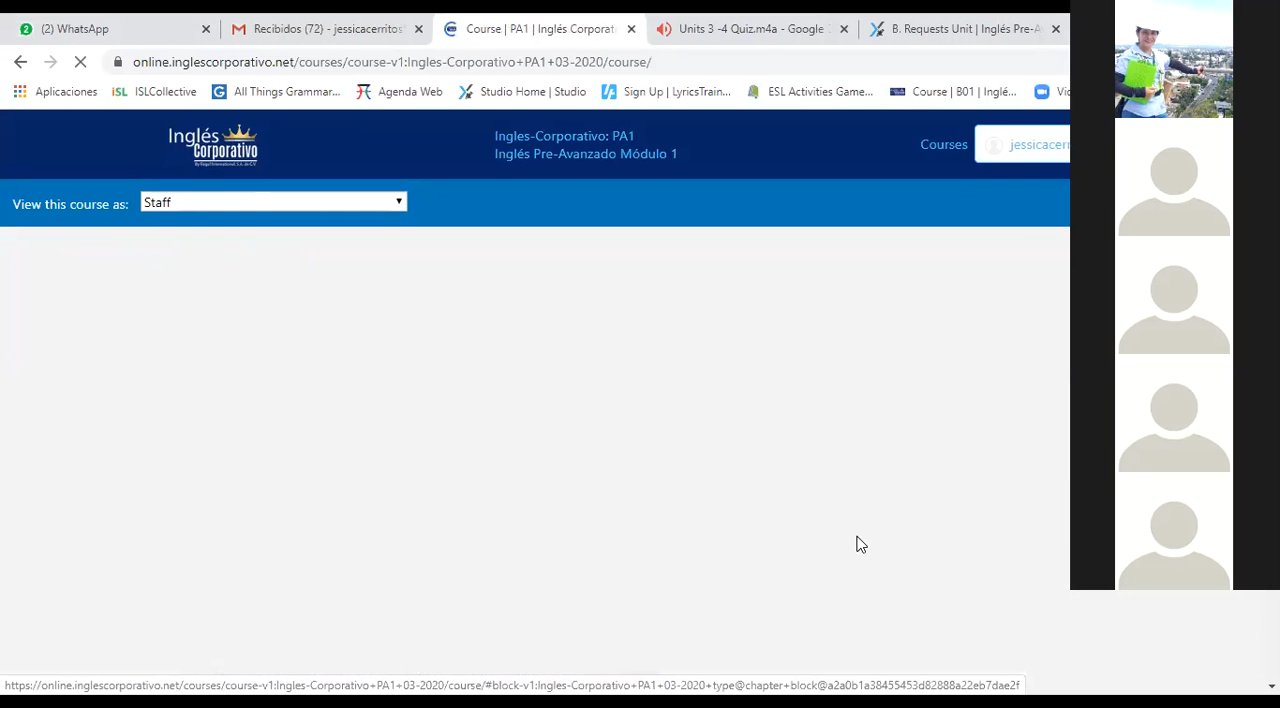 2 (2) WhatsApp
Recibidos (72) - jessicacerritos
Course | PA1 | Inglés Corporat
Units 3 -4 Quiz.m4a - Google
B. Requests Unit | Inglés Pre-A
online.inglescorporativo.net/courses/course-v1:Ingles-Corporativo+PA1+03-2020/course/
Aplicaciones
iSL ISLCollective
All Things Grammar...
Agenda Web
Studio Home | Studio
Sign Up | LyricsTrain...
ESL Activities Game...
Course | B01 | Inglé...
Inglés
Corporativo
Ingles-Corporativo: PA1
Inglés Pre-Avanzado Módulo 1
Courses
jessicacerr
View this course as:
Staff
https://online.inglescorporativo.net/courses/course-v1:Ingles-Corporativo+PA1+03-2020/course/#block-v1:Ingles-Corporativo+PA1+03-2020+type@chapter+block@a2a0b1a38455453d82888a22eb7dae2f